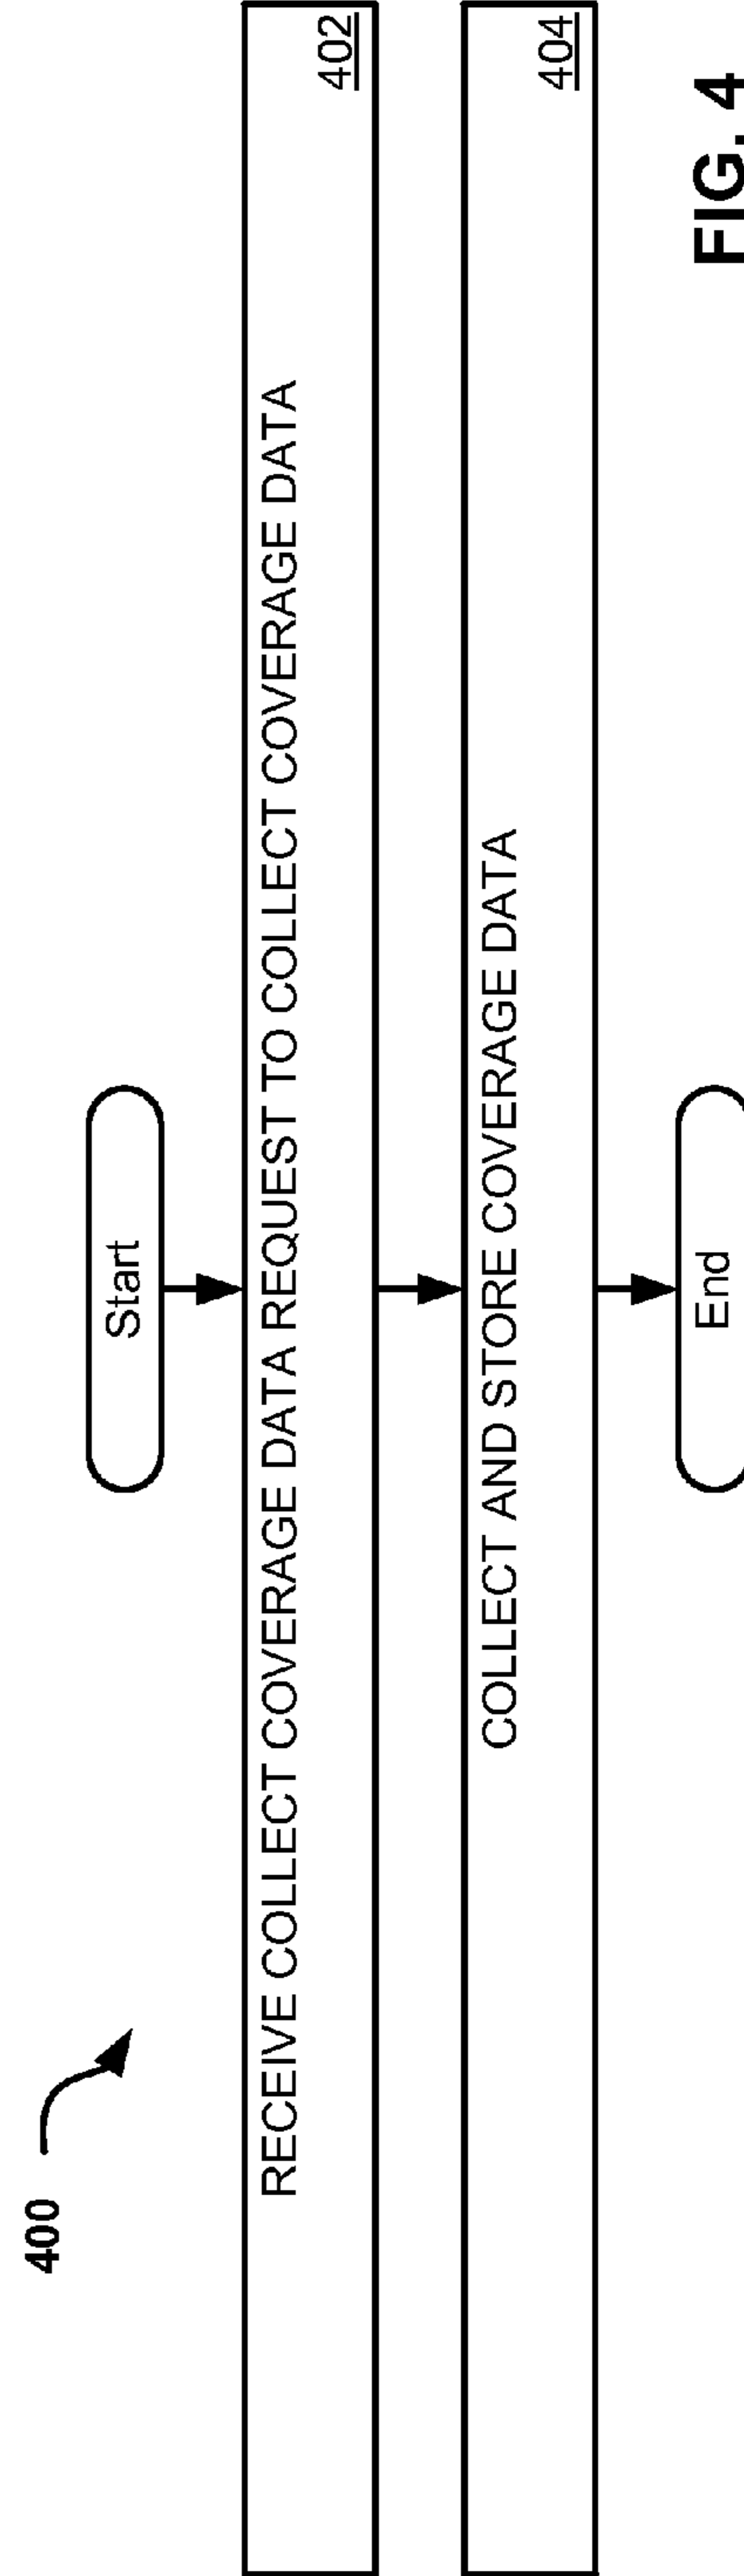 400
Start
RECEIVE COLLECT COVERAGE DATA REQUEST TO COLLECT COVERAGE DATA
402
COLLECT AND STORE COVERAGE DATA
404
End
FIG. 4